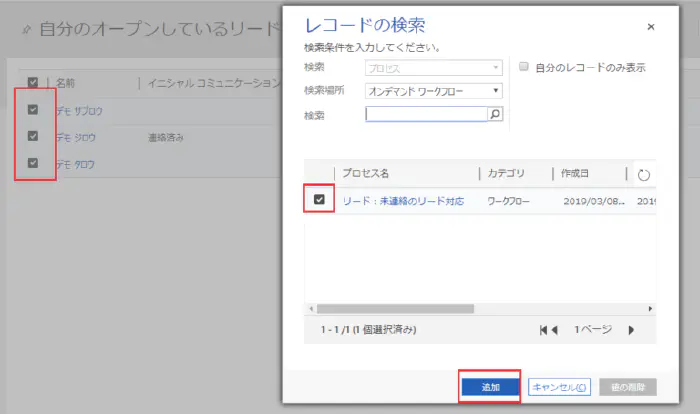 自分のオープンしているリード
名前
イニシャル コミュニケーション
デモ サブロウ
デモ ジロウ
連絡済み
デモ タロウ
レコードの検索
検索条件を入力してください。
検索
プロセス
自分のレコードのみ表示
検索場所
オンデマンド ワークフロー
検索
プロセス名
カテゴリ
作成日
リード：未連絡のリード対応
ワークフロー
2019/03/08...
2019
1 - 1 /1 (1 個選択済み)
1 ページ
追加
キャンセル(C)
値の削除